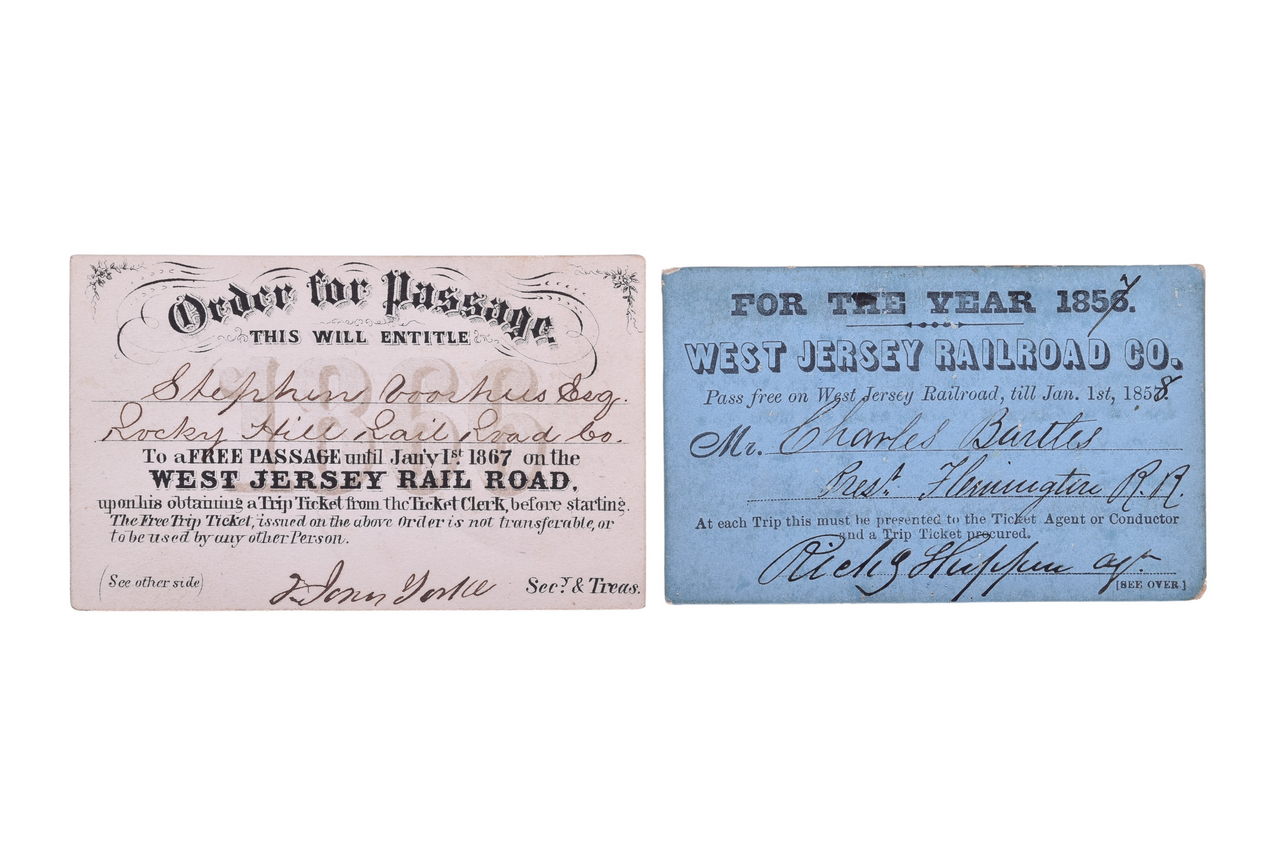 Order for Passage.
THIS WILL ENTITLE
1866
Stephen Voorhees Esq.
Rocky Hill Rail Road Co.
To a FREE PASSAGE until Jan'y 1st 1867 on the
WEST JERSEY RAIL ROAD,
upon his obtaining a Trip Ticket from the Ticket Clerk, before starting.
The Free Trip Ticket, issued on the above Order is not transferable, or
to be used by any other Person.
(See other side)
Secy. & Treas.
FOR THE YEAR 1857.
WEST JERSEY RAILROAD CO.
Pass free on West Jersey Railroad, till Jan. 1st, 1858.
Mr. Charles Bartles
Prest. Flemington R. R.
At each Trip this must be presented to the Ticket Agent or Conductor
and a Trip Ticket procured.
agt
[SEE OVER]